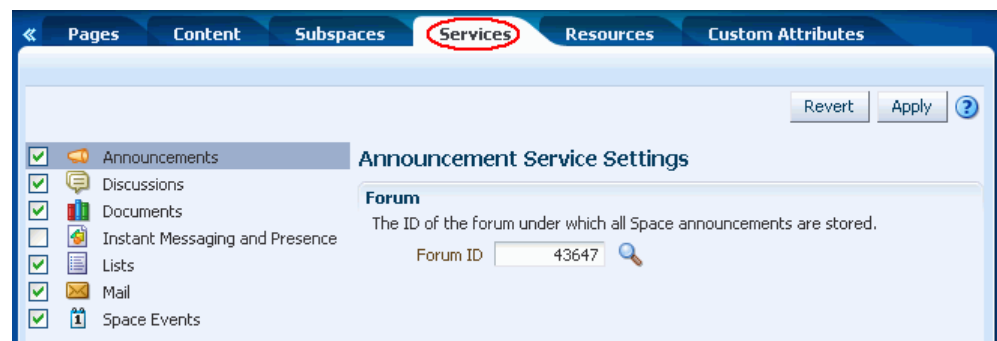 « Pages Content Subspaces Services Resources Custom Attributes
Revert Apply ?
Announcements
Discussions
Documents
Instant Messaging and Presence
Lists
Mail
1 Space Events
Announcement Service Settings
Forum
The ID of the forum under which all Space announcements are stored.
Forum ID 43647